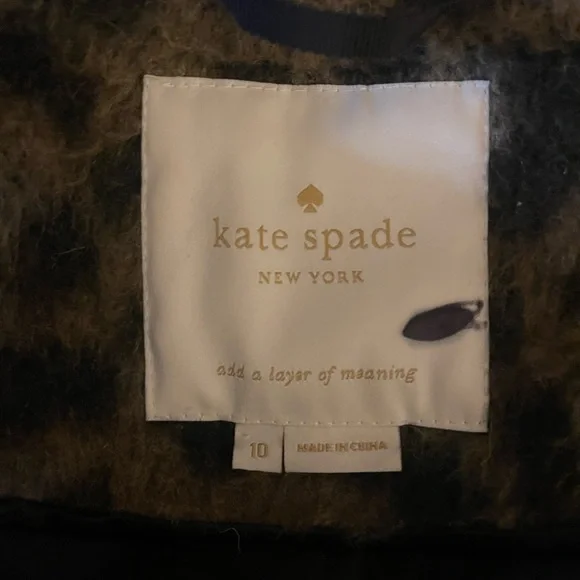 kate spade
NEW YORK
add a layer of meaning
10
MADE IN CHINA